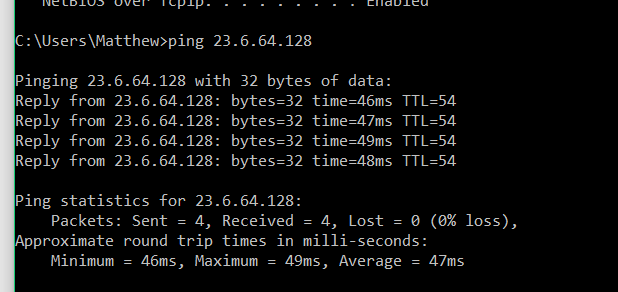 NetBIOS over Tcpip. . . . . . . . : Enabled
C:\Users\Matthew>ping 23.6.64.128
Pinging 23.6.64.128 with 32 bytes of data:
Reply from 23.6.64.128: bytes=32 time=46ms TTL=54
Reply from 23.6.64.128: bytes=32 time=47ms TTL=54
Reply from 23.6.64.128: bytes=32 time=49ms TTL=54
Reply from 23.6.64.128: bytes=32 time=48ms TTL=54
Ping statistics for 23.6.64.128:
Packets: Sent = 4, Received = 4, Lost = 0 (0% loss),
Approximate round trip times in milli-seconds:
Minimum = 46ms, Maximum = 49ms, Average = 47ms